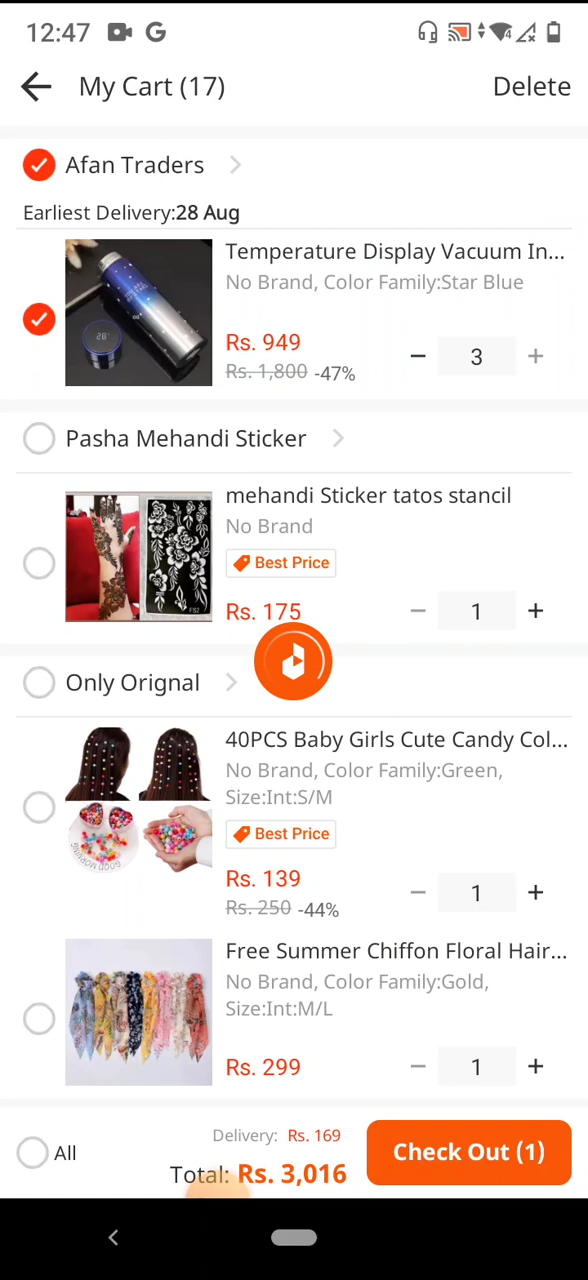 12:47 G
My Cart (17) Delete
Afan Traders
Earliest Delivery:28 Aug
Temperature Display Vacuum In...
No Brand, Color Family:Star Blue
Rs. 949
Rs. 1,800 -47%
− 3 +
Pasha Mehandi Sticker
mehandi Sticker tatos stancil
No Brand
Best Price
Rs. 175
− 1 +
Only Orignal
40PCS Baby Girls Cute Candy Col...
No Brand, Color Family:Green,
Size:Int:S/M
Best Price
Rs. 139
Rs. 250 -44%
− 1 +
GOOD MORNING
Free Summer Chiffon Floral Hair...
No Brand, Color Family:Gold,
Size:Int:M/L
Rs. 299
− 1 +
All
Delivery: Rs. 169
Total: Rs. 3,016
Check Out (1)